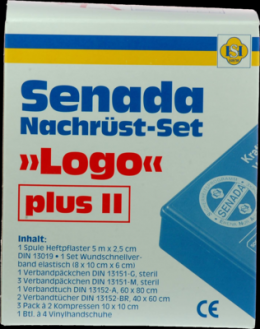 Senada
Nachrüst-Set
»Logo«
plus II
Inhalt:
1 Spule Heftpflaster 5 m x 2,5 cm
DIN 13019 • 1 Set Wundschnellver-
band elastisch (8 x 10 cm x 6 cm)
1 Verbandpäckchen DIN 13151-G, steril
3 Verbandpäckchen DIN 13151-M, steril
1 Verbandtuch DIN 13152-A, 60 x 80 cm
2 Verbandtücher DIN 13152-BR, 40 x 60 cm
3 Pack à 2 Kompressen 10 x 10 cm
1 Btl. à 4 Vinylhandschuhe
SENADA
CE